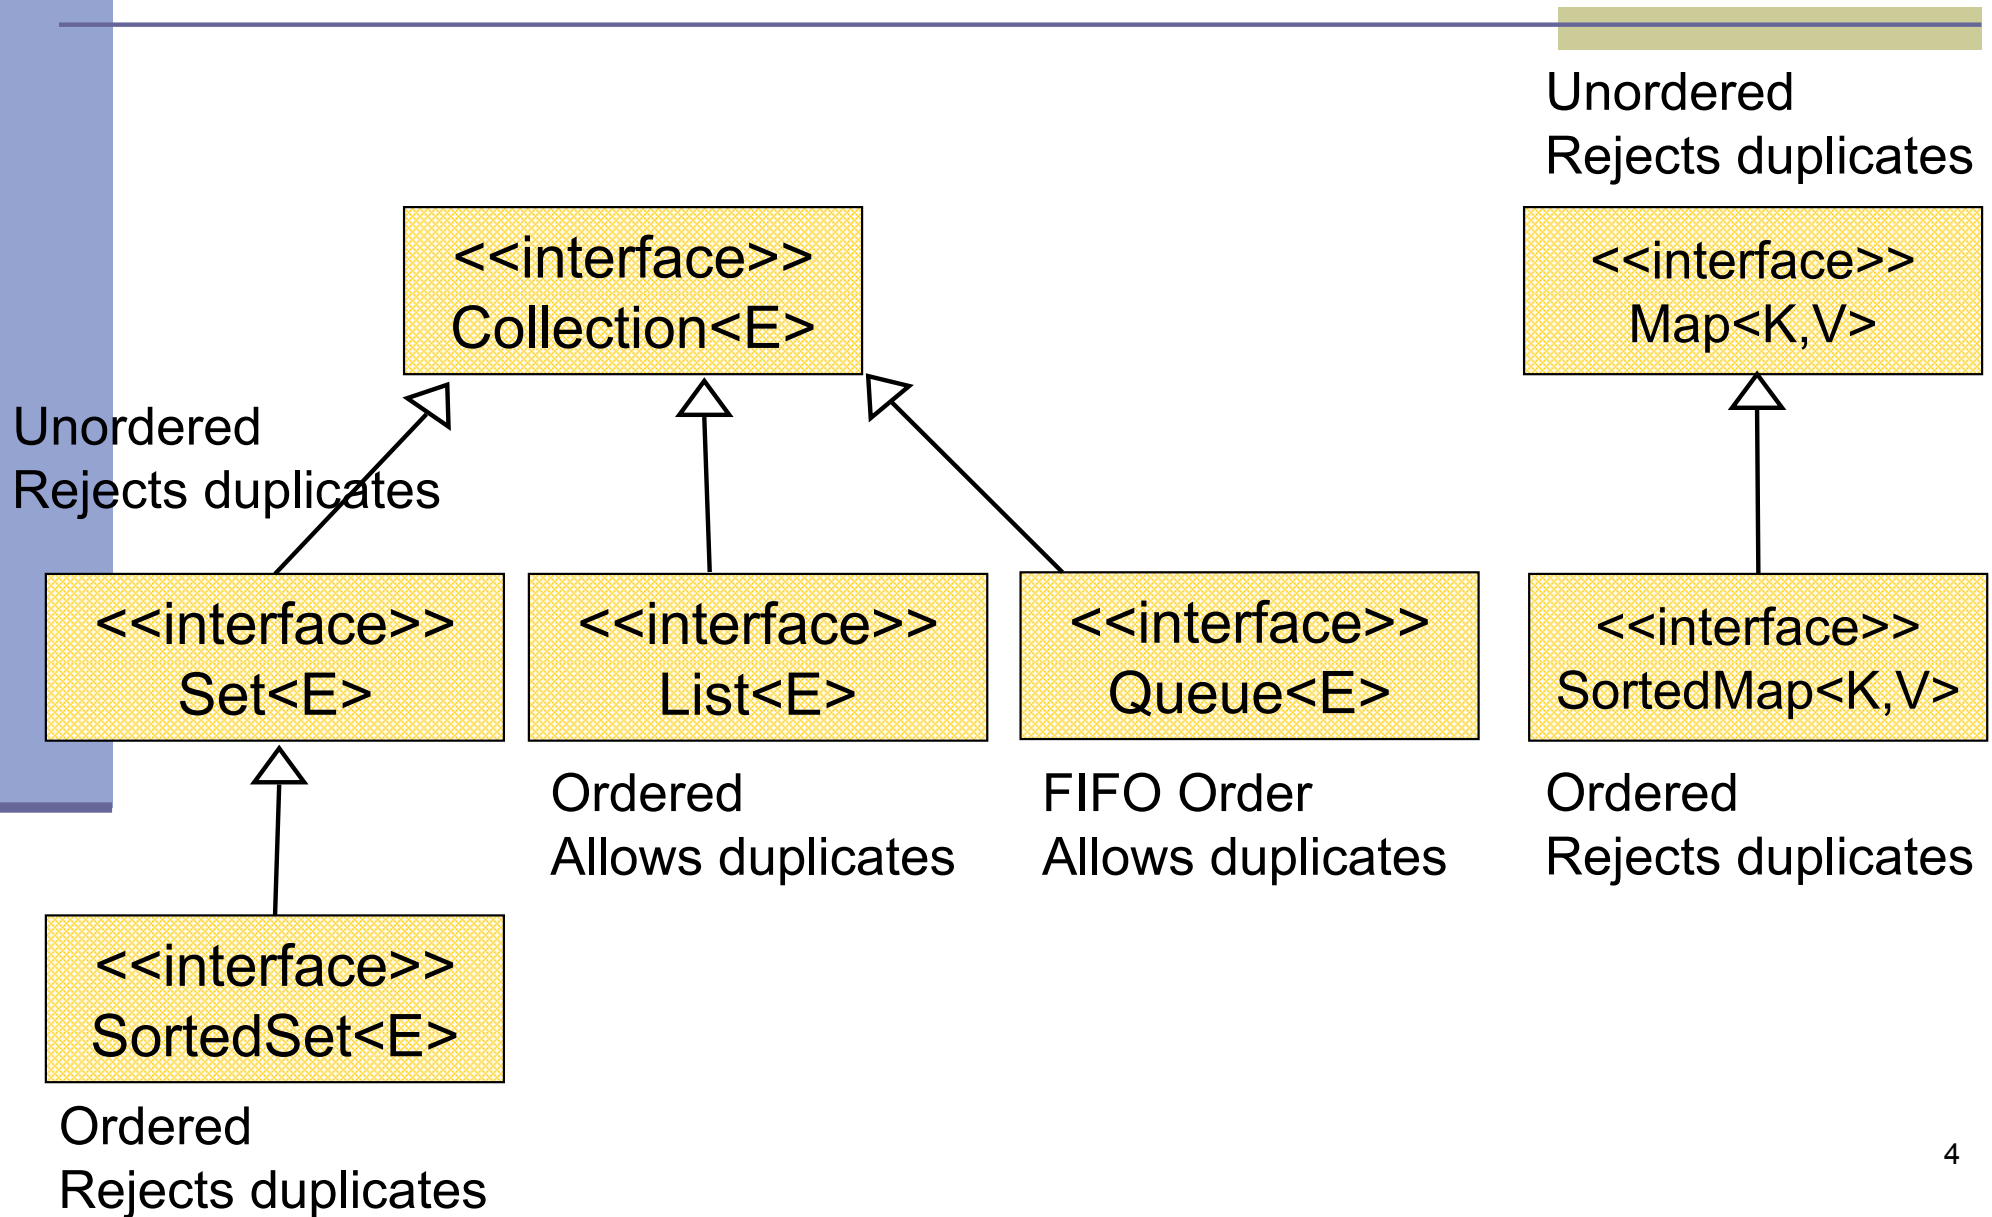 Unordered
Rejects duplicates
<<interface>>
Collection<E>
<<interface>>
Map<K,V>
Unordered
Rejects duplicates
<<interface>>
Set<E>
<<interface>>
List<E>
<<interface>>
Queue<E>
<<interface>>
SortedMap<K,V>
Ordered
Allows duplicates
FIFO Order
Allows duplicates
Ordered
Rejects duplicates
<<interface>>
SortedSet<E>
Ordered
Rejects duplicates
4